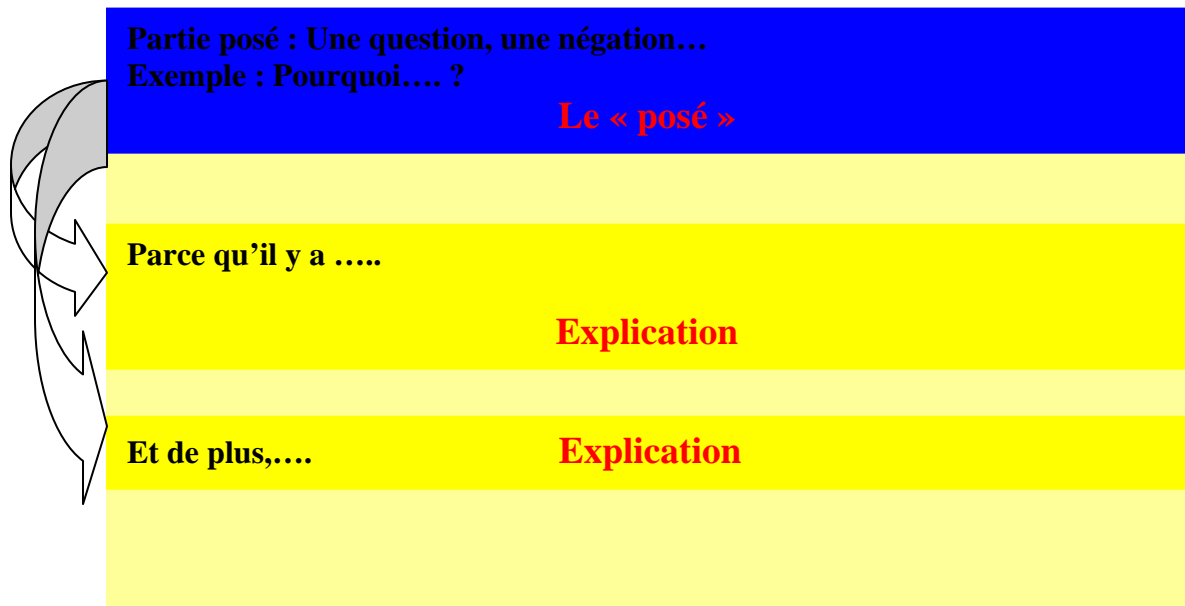 Partie posé : Une question, une négation…
Exemple : Pourquoi…. ?
Le « posé »
Parce qu’il y a …..
Explication
Et de plus,…. Explication